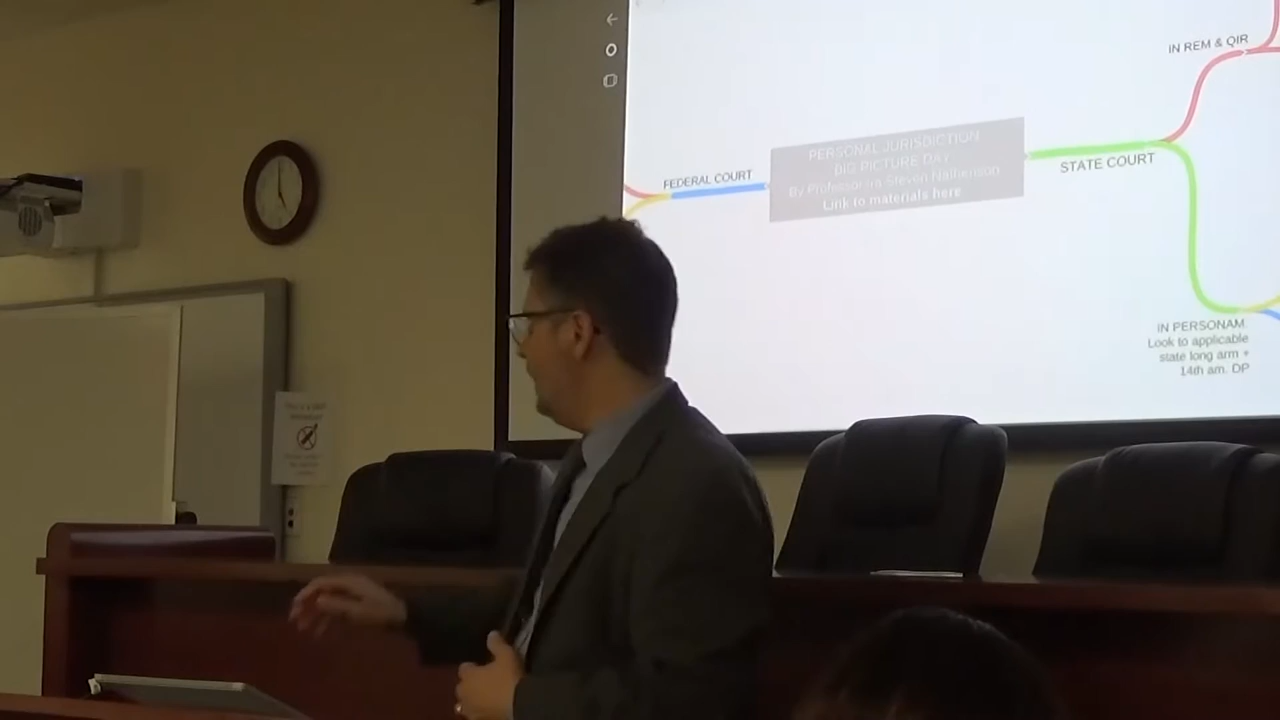 IN REM & QIR
FEDERAL COURT
PERSONAL JURISDICTION
BIG PICTURE DAY
By Professor Ira Steven Nathenson
Link to materials here
STATE COURT
IN PERSONAM.
Look to applicable
state long arm +
14th am. DP